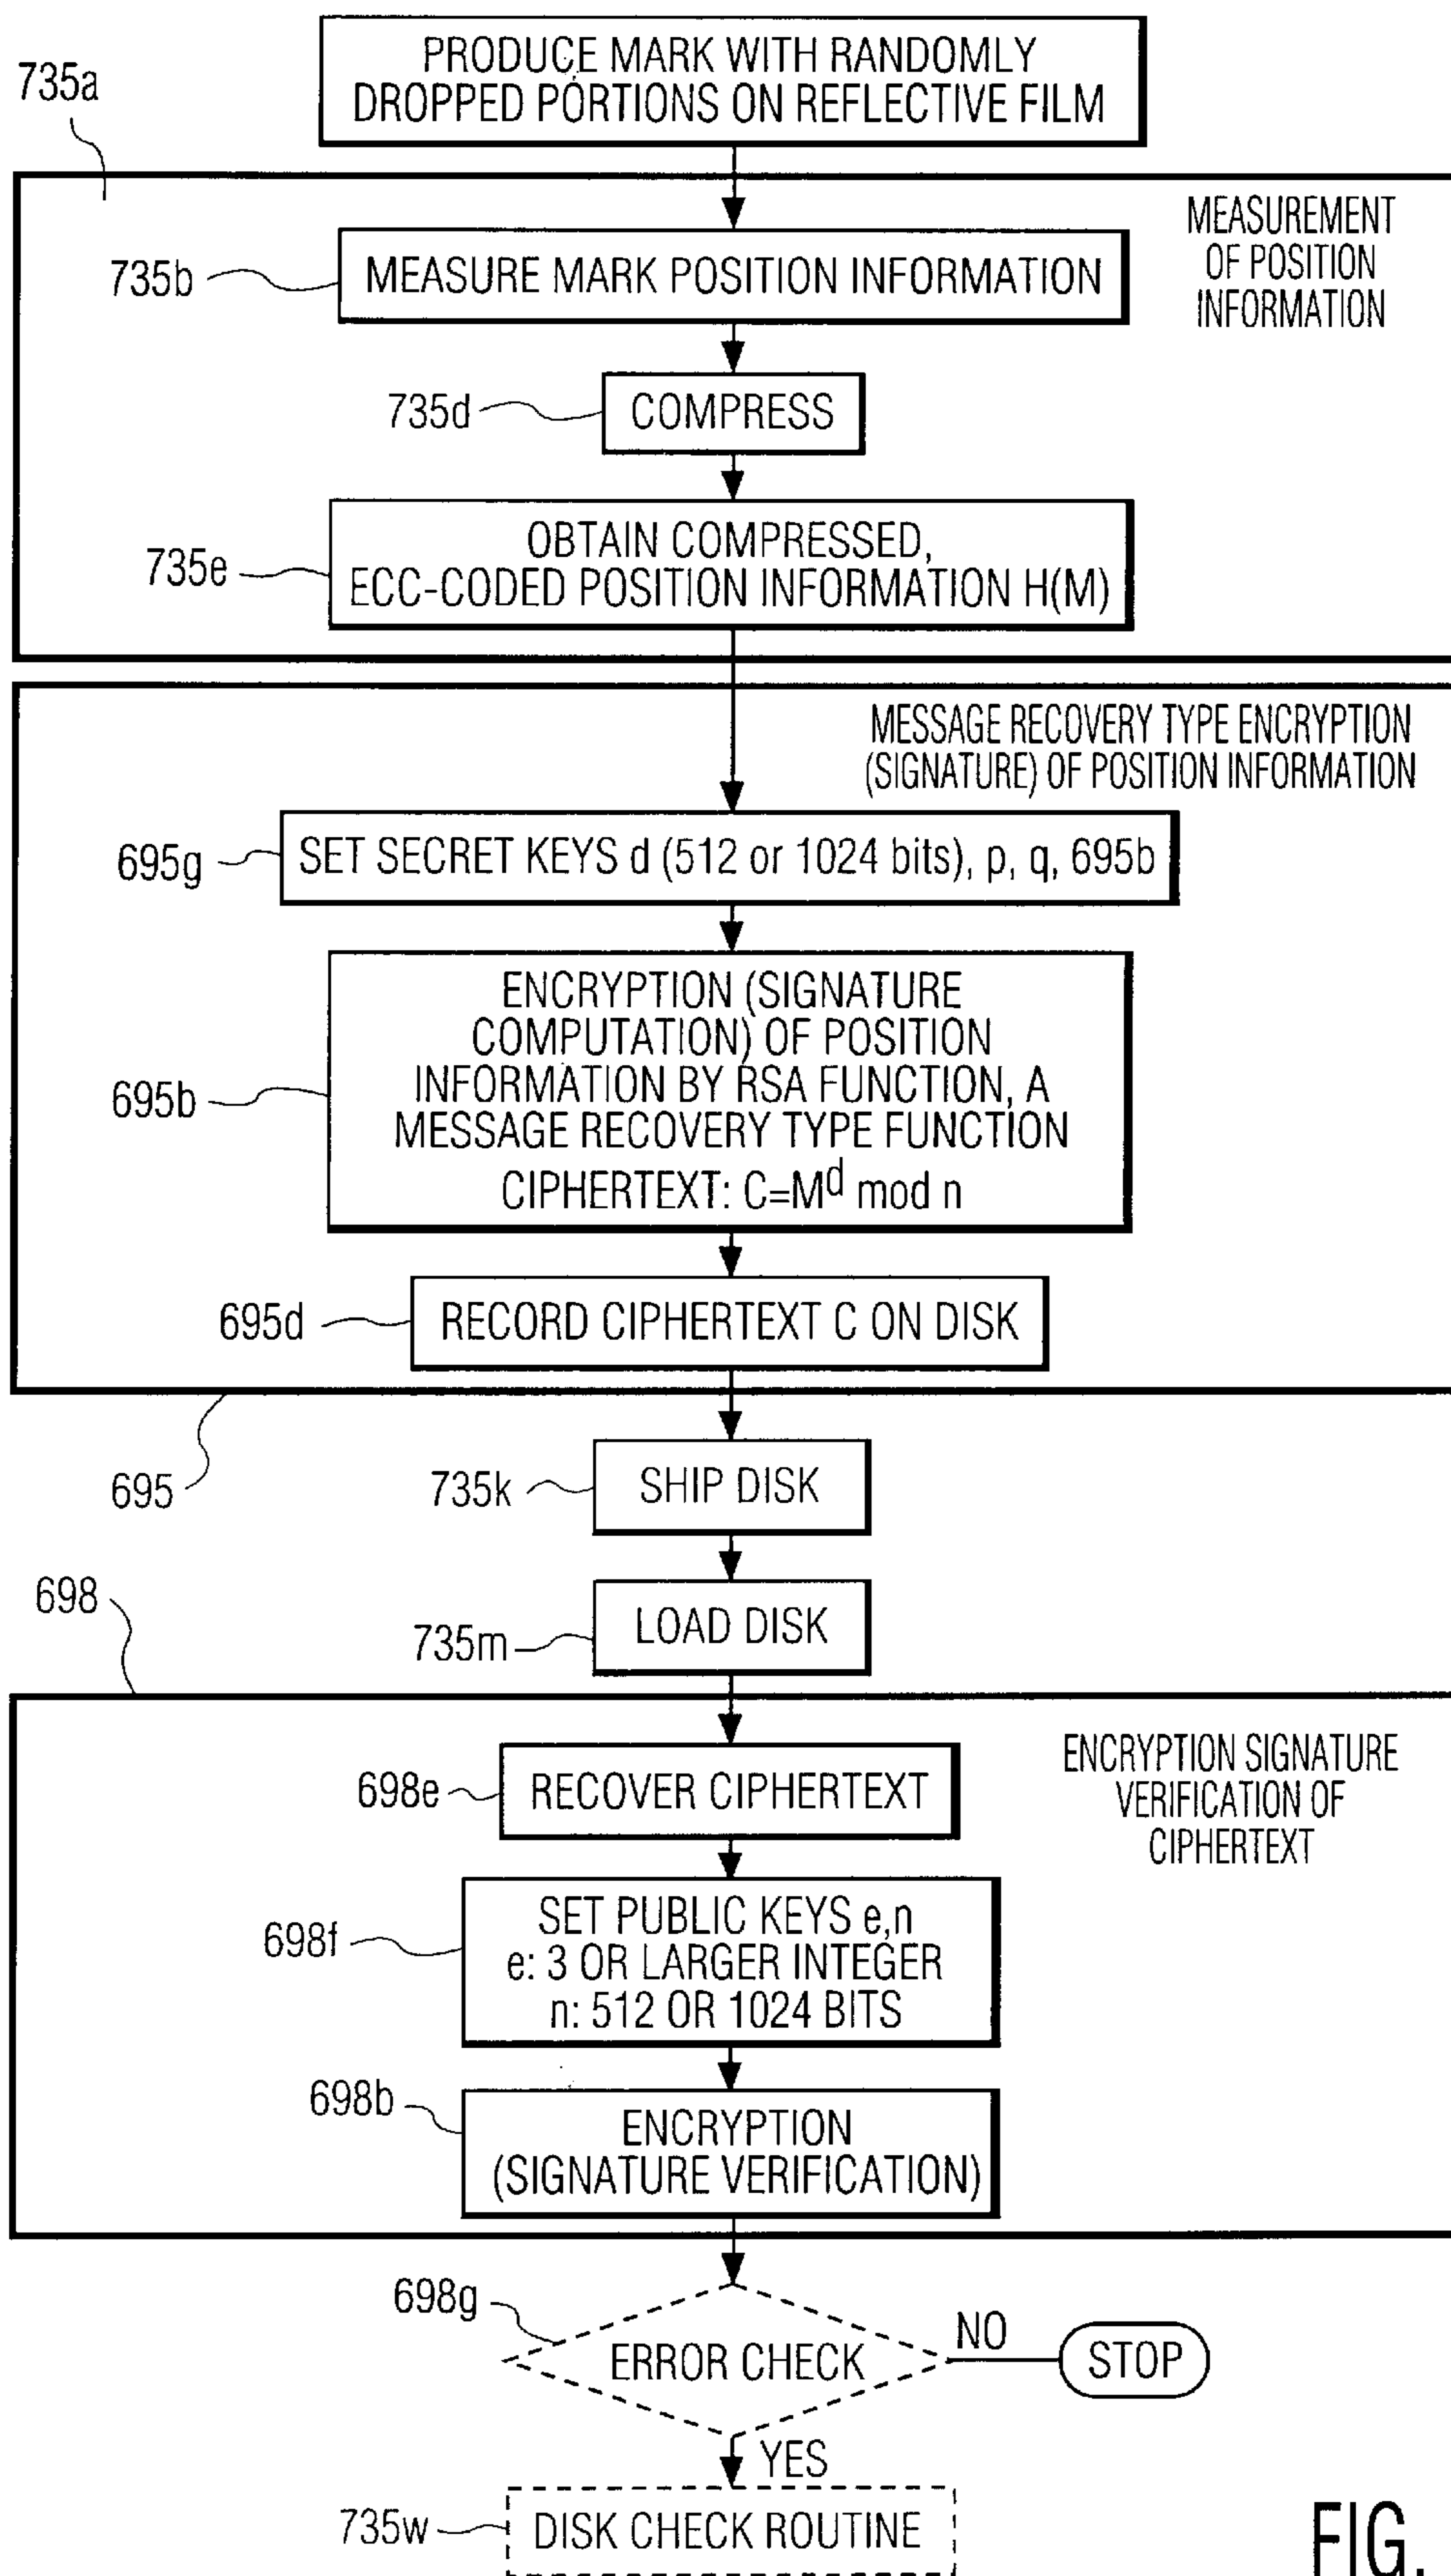 PRODUCE MARK WITH RANDOMLY
DROPPED PORTIONS ON REFLECTIVE FILM
735a
MEASUREMENT
OF POSITION
INFORMATION
735b
MEASURE MARK POSITION INFORMATION
735d
COMPRESS
735e
OBTAIN COMPRESSED,
ECC-CODED POSITION INFORMATION H(M)
MESSAGE RECOVERY TYPE ENCRYPTION
(SIGNATURE) OF POSITION INFORMATION
695g
SET SECRET KEYS d (512 or 1024 bits), p, q, 695b
695b
ENCRYPTION (SIGNATURE
COMPUTATION) OF POSITION
INFORMATION BY RSA FUNCTION, A
MESSAGE RECOVERY TYPE FUNCTION
CIPHERTEXT: C=M^d mod n
695d
RECORD CIPHERTEXT C ON DISK
695
735k
SHIP DISK
698
735m
LOAD DISK
ENCRYPTION SIGNATURE
VERIFICATION OF
CIPHERTEXT
698e
RECOVER CIPHERTEXT
698f
SET PUBLIC KEYS e,n
e: 3 OR LARGER INTEGER
n: 512 OR 1024 BITS
698b
ENCRYPTION
(SIGNATURE VERIFICATION)
698g
ERROR CHECK
NO
STOP
YES
735w
DISK CHECK ROUTINE
FIG.